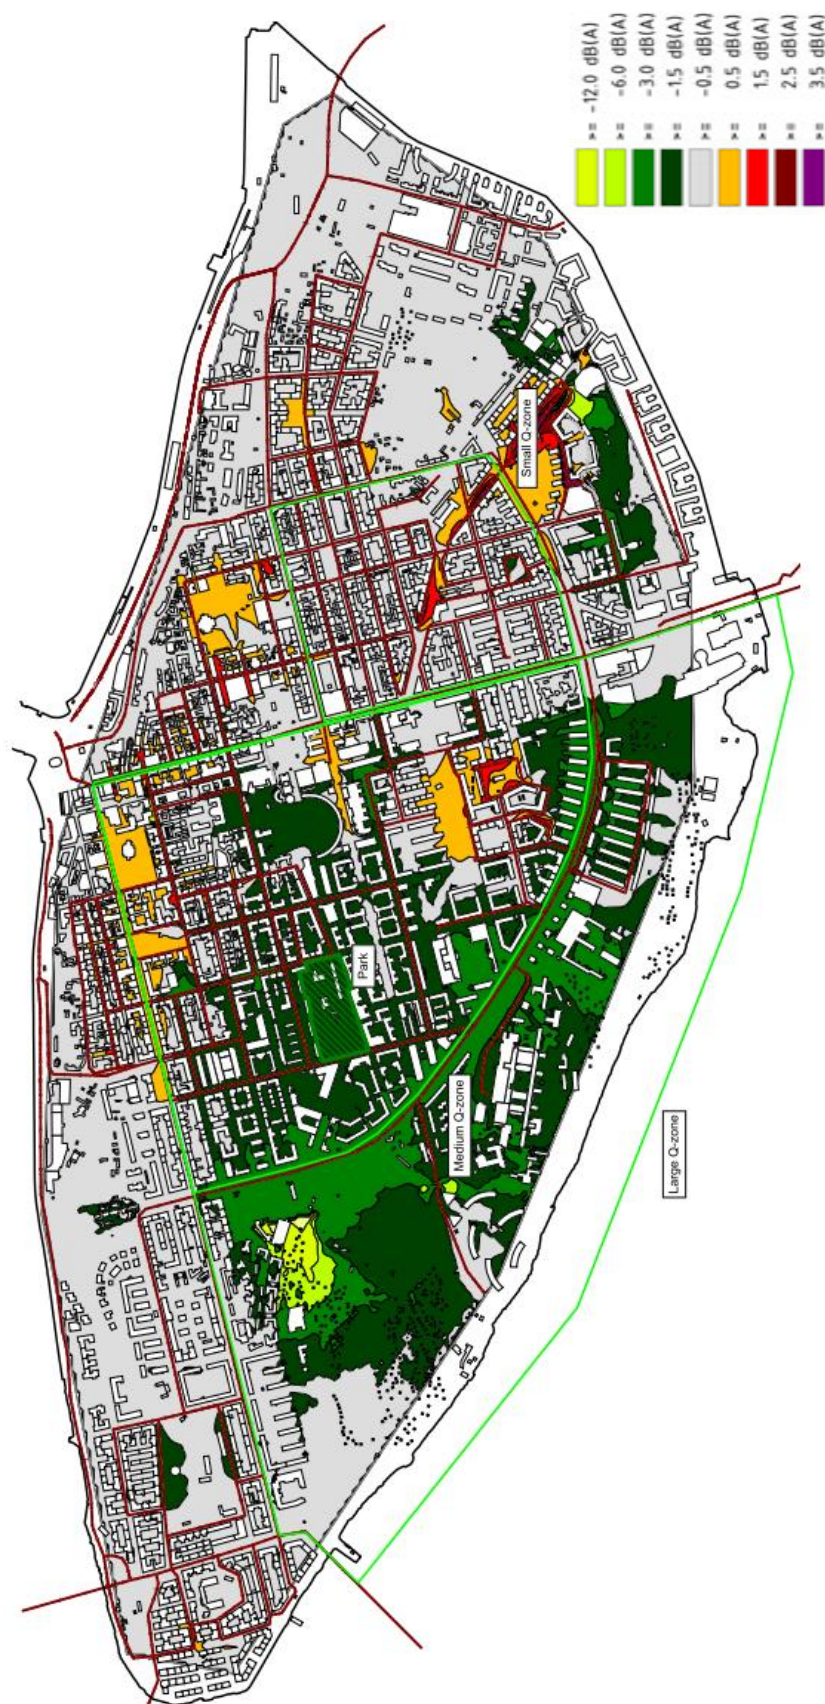 >= -12.0 dB(A)
>= -6.0 dB(A)
>= -3.0 dB(A)
>= -1.5 dB(A)
>= -0.5 dB(A)
>= 0.5 dB(A)
>= 1.5 dB(A)
>= 2.5 dB(A)
>= 3.5 dB(A)
Small Q-zone
Park
Medium Q-zone
Large Q-zone